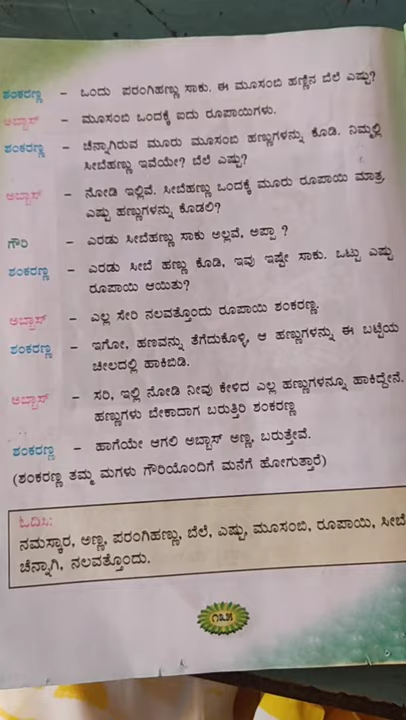 ಶಂಕರಣ್ಣ – ಒಂದು ಪರಂಗಿಹಣ್ಣು ಸಾಕು. ಈ ಮೂಸಂಬಿ ಹಣ್ಣಿನ ಬೆಲೆ ಎಷ್ಟು?
ಅಬ್ಬಾಸ್ – ಮೂಸಂಬಿ ಒಂದಕ್ಕೆ ಐದು ರೂಪಾಯಿಗಳು.
ಶಂಕರಣ್ಣ – ಚೆನ್ನಾಗಿರುವ ಮೂರು ಮೂಸಂಬಿ ಹಣ್ಣುಗಳನ್ನು ಕೊಡಿ. ನಿಮ್ಮಲ್ಲಿ
ಸೀಬೆಹಣ್ಣು ಇವೆಯೇ? ಬೆಲೆ ಎಷ್ಟು?
ಅಬ್ಬಾಸ್ – ನೋಡಿ ಇಲ್ಲಿವೆ. ಸೀಬೆಹಣ್ಣು ಒಂದಕ್ಕೆ ಮೂರು ರೂಪಾಯಿ ಮಾತ್ರ
ಎಷ್ಟು ಹಣ್ಣುಗಳನ್ನು ಕೊಡಲಿ?
ಗೌರಿ – ಎರಡು ಸೀಬೆಹಣ್ಣು ಸಾಕು ಅಲ್ಲವೆ, ಅಪ್ಪಾ ?
ಶಂಕರಣ್ಣ – ಎರಡು ಸೀಬೆ ಹಣ್ಣು ಕೊಡಿ, ಇವು ಇಷ್ಟೇ ಸಾಕು. ಒಟ್ಟು ಎಷ್ಟು
ರೂಪಾಯಿ ಆಯಿತು?
ಅಬ್ಬಾಸ್ – ಎಲ್ಲ ಸೇರಿ ನಲವತ್ತೊಂದು ರೂಪಾಯಿ ಶಂಕರಣ್ಣ.
ಶಂಕರಣ್ಣ – ಇಗೋ, ಹಣವನ್ನು ತೆಗೆದುಕೊಳ್ಳಿ, ಆ ಹಣ್ಣುಗಳನ್ನು ಈ ಬಟ್ಟೆಯ
ಚೀಲದಲ್ಲಿ ಹಾಕಿಬಿಡಿ.
ಅಬ್ಬಾಸ್ – ಸರಿ, ಇಲ್ಲಿ ನೋಡಿ ನೀವು ಕೇಳಿದ ಎಲ್ಲ ಹಣ್ಣುಗಳನ್ನೂ ಹಾಕಿದ್ದೇನೆ.
ಹಣ್ಣುಗಳು ಬೇಕಾದಾಗ ಬರುತ್ತಿರಿ ಶಂಕರಣ್ಣ
ಶಂಕರಣ್ಣ – ಹಾಗೆಯೇ ಆಗಲಿ ಅಬ್ಬಾಸ್ ಅಣ್ಣ, ಬರುತ್ತೇವೆ.
(ಶಂಕರಣ್ಣ ತಮ್ಮ ಮಗಳು ಗೌರಿಯೊಂದಿಗೆ ಮನೆಗೆ ಹೋಗುತ್ತಾರೆ)
ಓದಿಸಿ:
ನಮಸ್ಕಾರ, ಅಣ್ಣ, ಪರಂಗಿಹಣ್ಣು, ಬೆಲೆ, ಎಷ್ಟು, ಮೂಸಂಬಿ, ರೂಪಾಯಿ, ಸೀಬೆ
ಚೆನ್ನಾಗಿ, ನಲವತ್ತೊಂದು.
೧೩೫